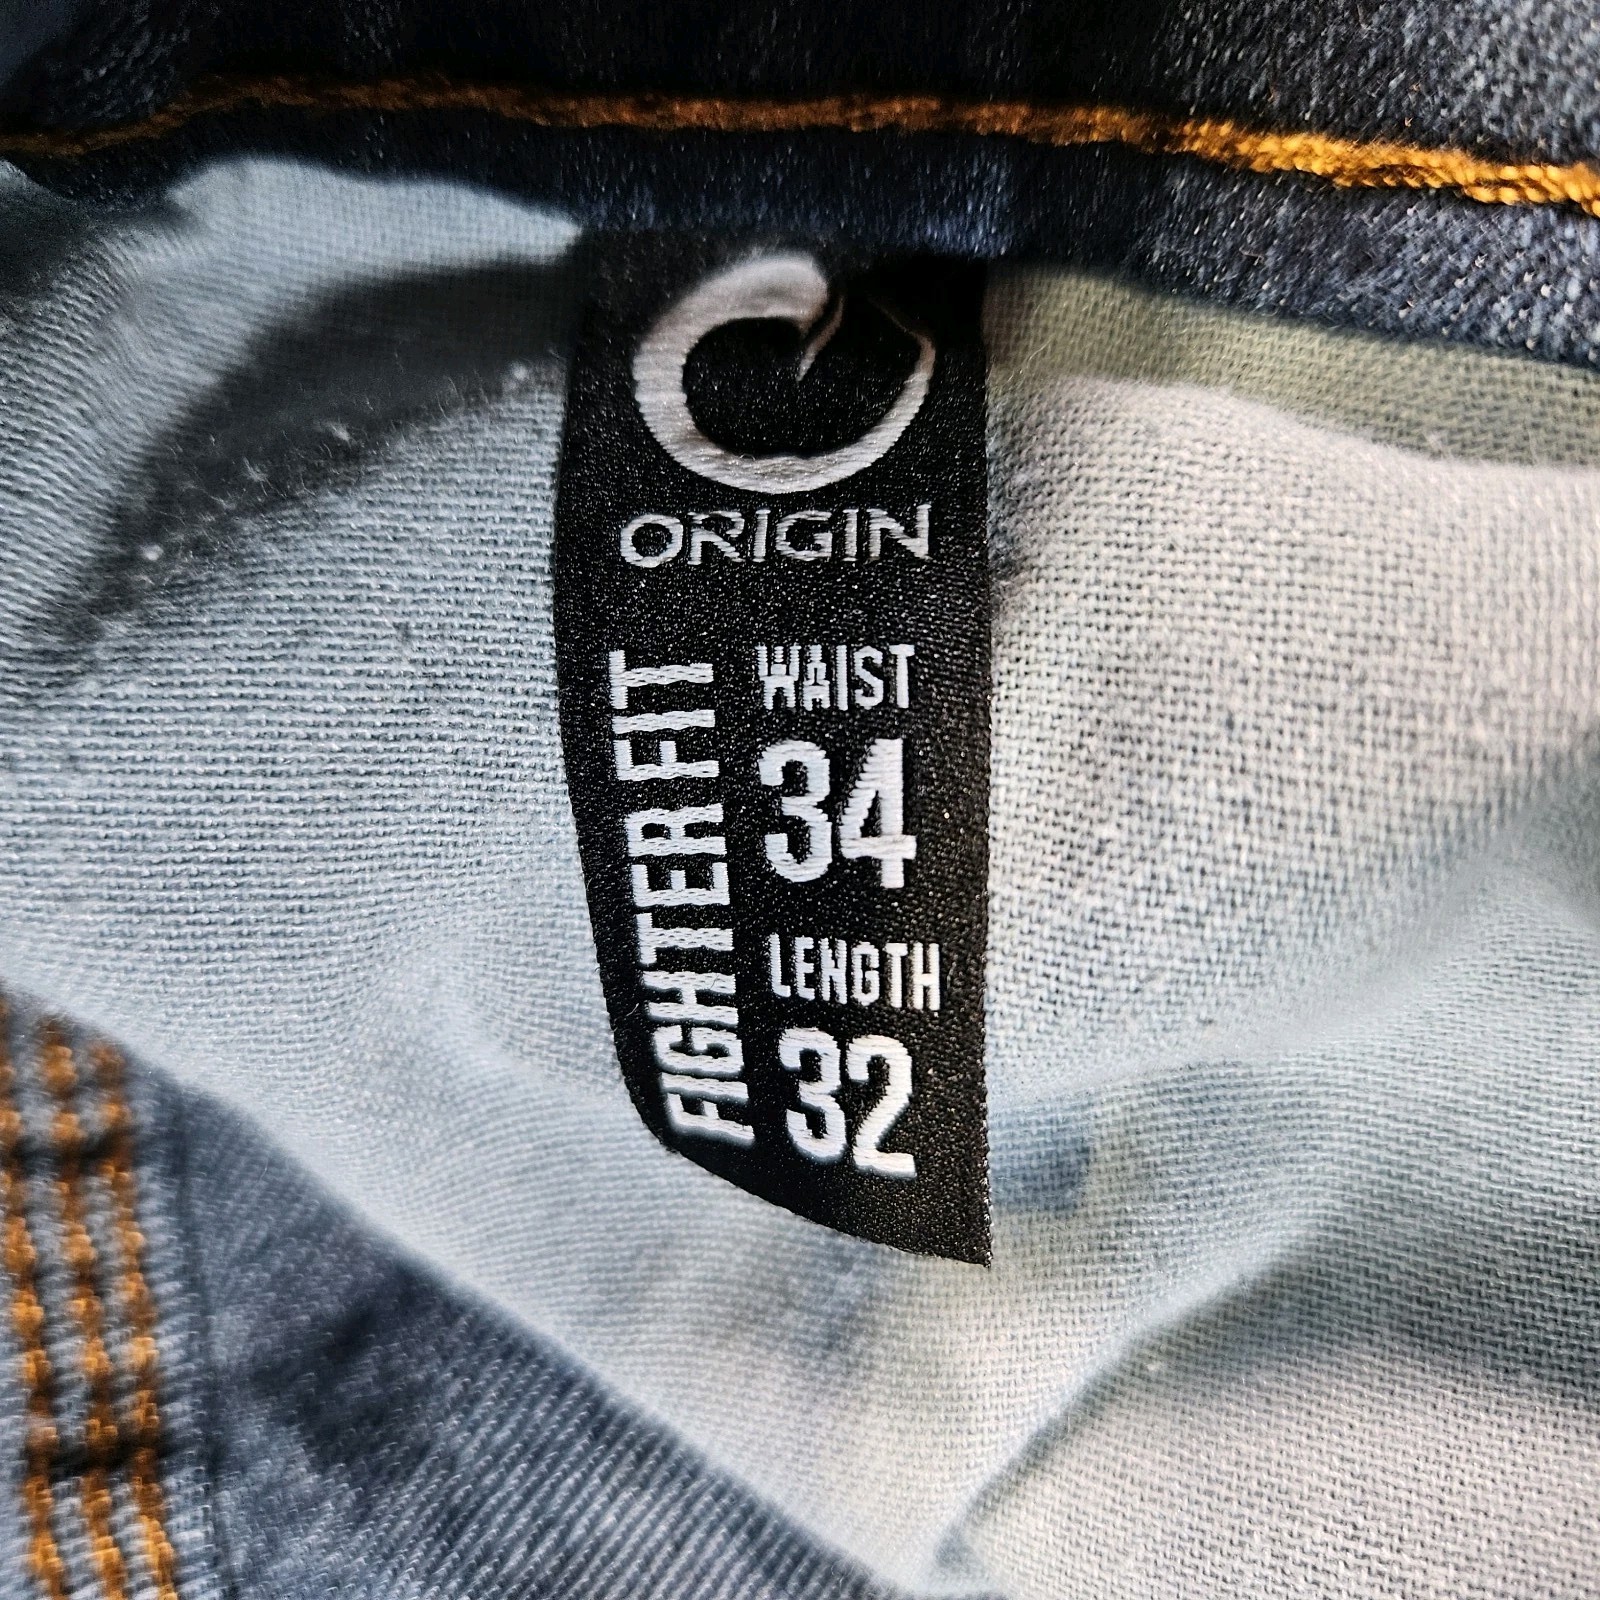 ORIGIN
FIGHTER FIT
WAIST
34
LENGTH
32